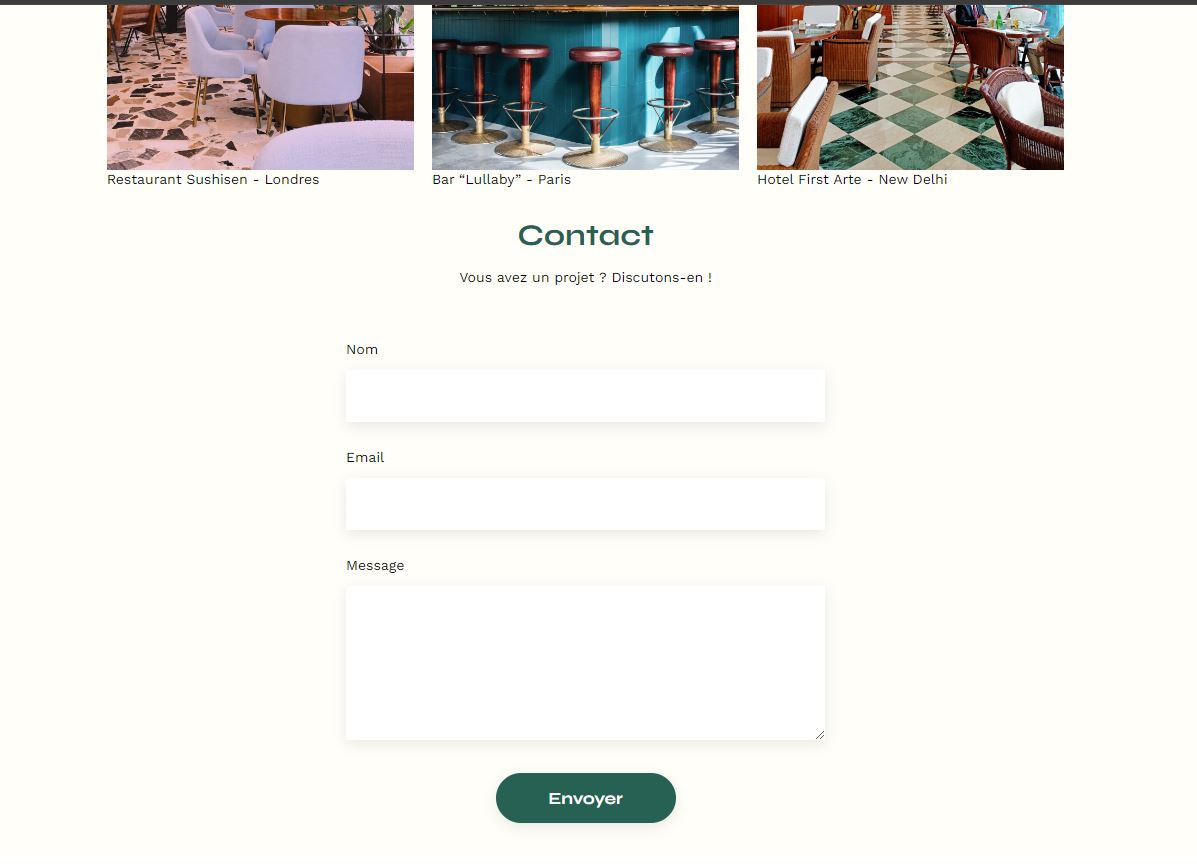 Restaurant Sushisen - Londres
Bar “Lullaby” - Paris
Hotel First Arte - New Delhi
Contact
Vous avez un projet ? Discutons-en !
Nom
Email
Message
Envoyer